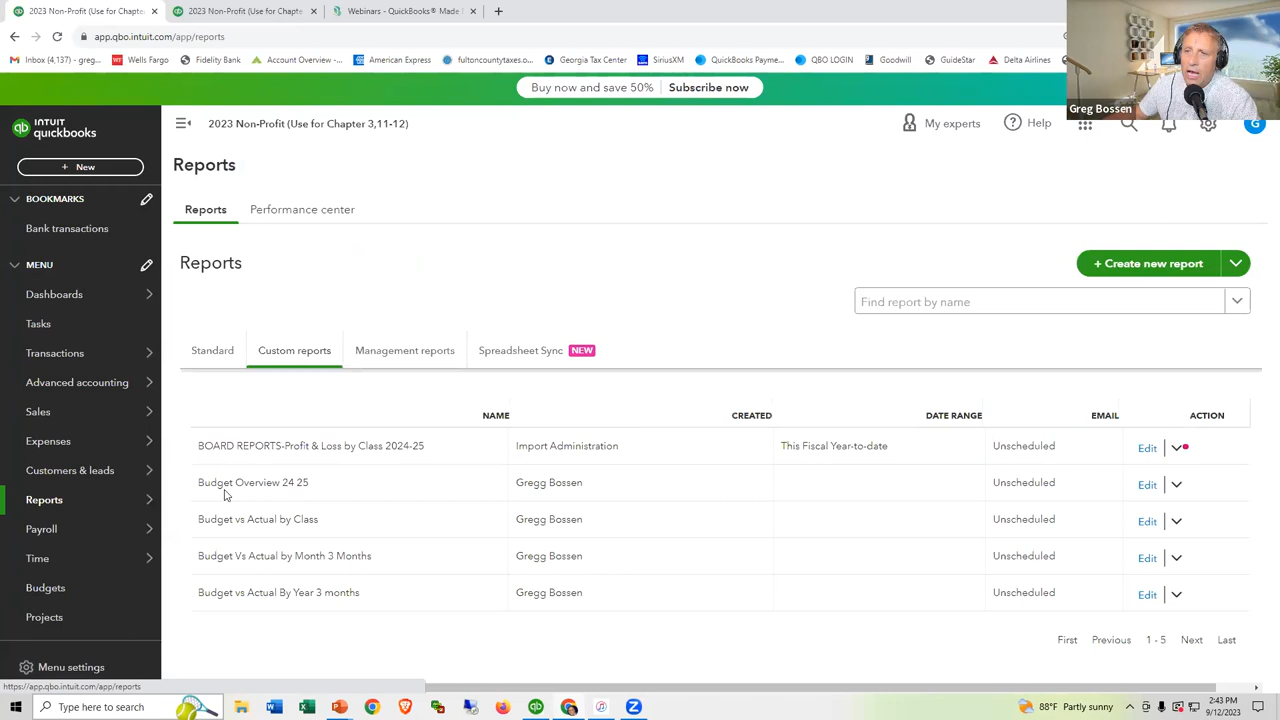 2023 Non-Profit (Use for Chapter 3,
2023 Non-Profit (Use for Chapter
Webinars - QuickBooks® Made
app.qbo.intuit.com/app/reports
Inbox (4,137) - greg...
Wells Fargo
Fidelity Bank
Account Overview -...
American Express
fultoncountytaxes.o...
Georgia Tax Center
SiriusXM
QuickBooks Payme...
QBO LOGIN
Goodwill
GuideStar
Delta Airlines
Greg Bossen
Buy now and save 50%
Subscribe now
INTUIT
quickbooks
2023 Non-Profit (Use for Chapter 3,11-12)
My experts
Help
G
+ New
BOOKMARKS
Bank transactions
MENU
Dashboards
Tasks
Transactions
Advanced accounting
Sales
Expenses
Customers & leads
Reports
Payroll
Time
Budgets
Projects
Menu settings
Reports
Reports
Performance center
Reports
+ Create new report
Find report by name
Standard
Custom reports
Management reports
Spreadsheet Sync NEW
NAME CREATED DATE RANGE EMAIL ACTION
BOARD REPORTS-Profit & Loss by Class 2024-25 Import Administration This Fiscal Year-to-date Unscheduled Edit
Budget Overview 24 25 Gregg Bossen Unscheduled Edit
Budget vs Actual by Class Gregg Bossen Unscheduled Edit
Budget Vs Actual by Month 3 Months Gregg Bossen Unscheduled Edit
Budget vs Actual By Year 3 months Gregg Bossen Unscheduled Edit
First Previous 1 - 5 Next Last
https://app.qbo.intuit.com/app/reports
Type here to search
88°F Partly sunny
2:43 PM
9/12/2023